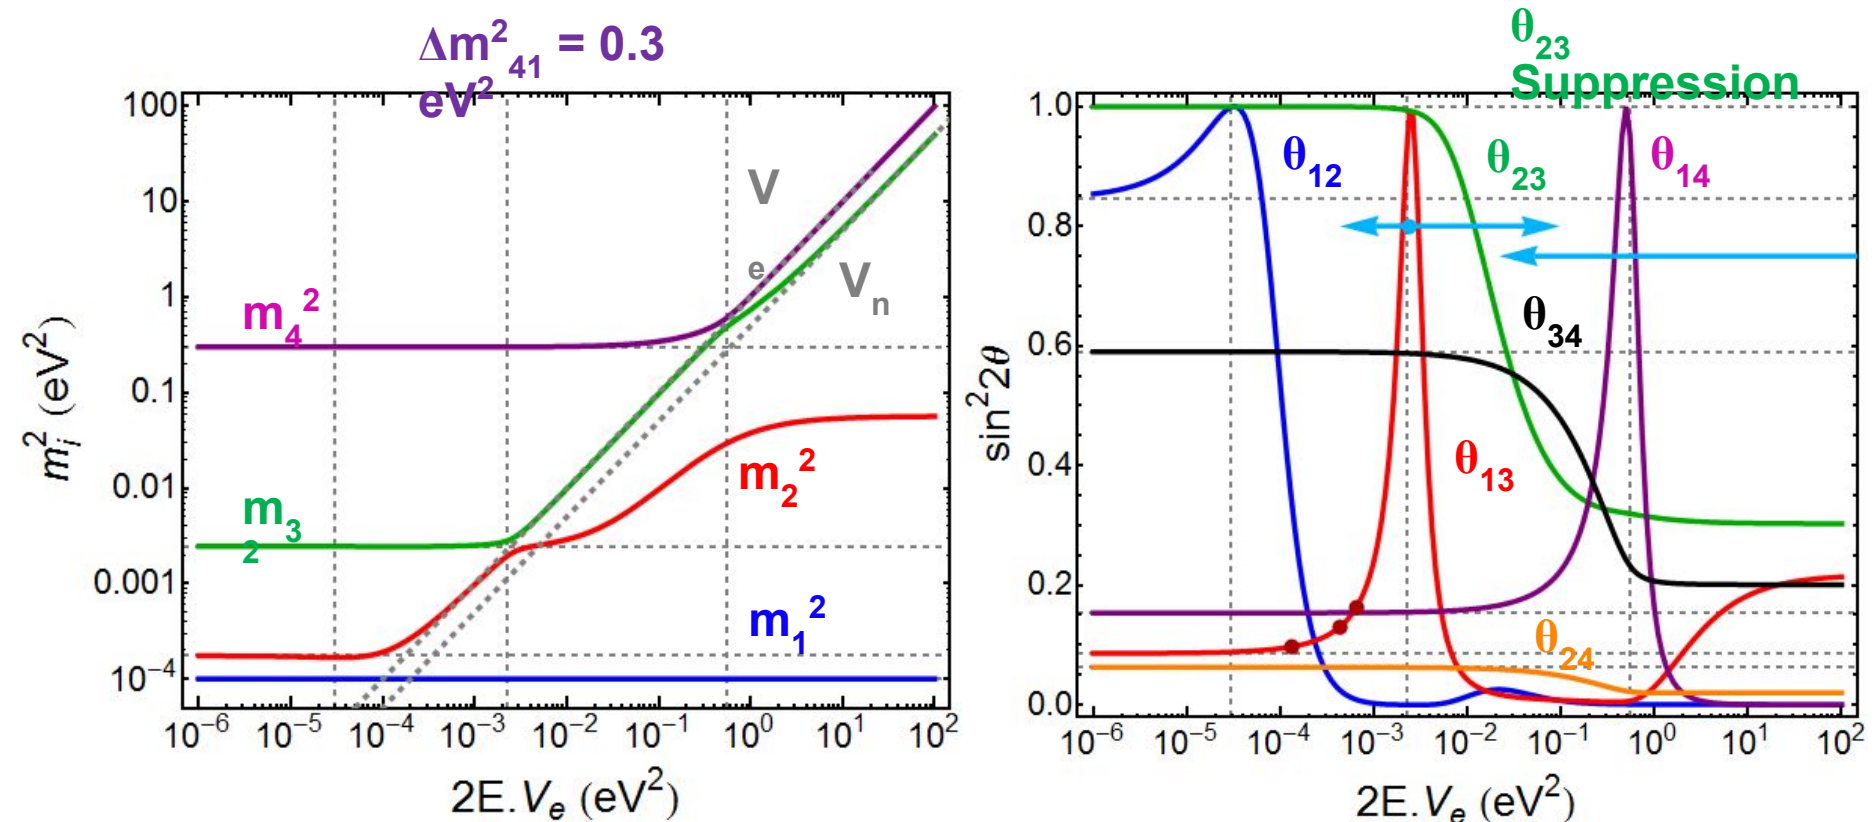 Δm²₄₁ = 0.3
eV²
100
10
1
0.1
0.01
0.001
10⁻⁴
10⁻⁶ 10⁻⁵ 10⁻⁴ 10⁻³ 10⁻² 10⁻¹ 10⁰ 10¹ 10²
mᵢ² (eV²)
2E.Vₑ (eV²)
V
e
Vₙ
m₄²
m₃
2
m₂²
m₁²
θ₂₃
Suppression
1.0
0.8
0.6
0.4
0.2
0.0
10⁻⁶ 10⁻⁵ 10⁻⁴ 10⁻³ 10⁻² 10⁻¹ 10⁰ 10¹ 10²
sin²2θ
2E.Vₑ (eV²)
θ₁₂
θ₂₃
θ₁₄
θ₃₄
θ₁₃
θ₂₄